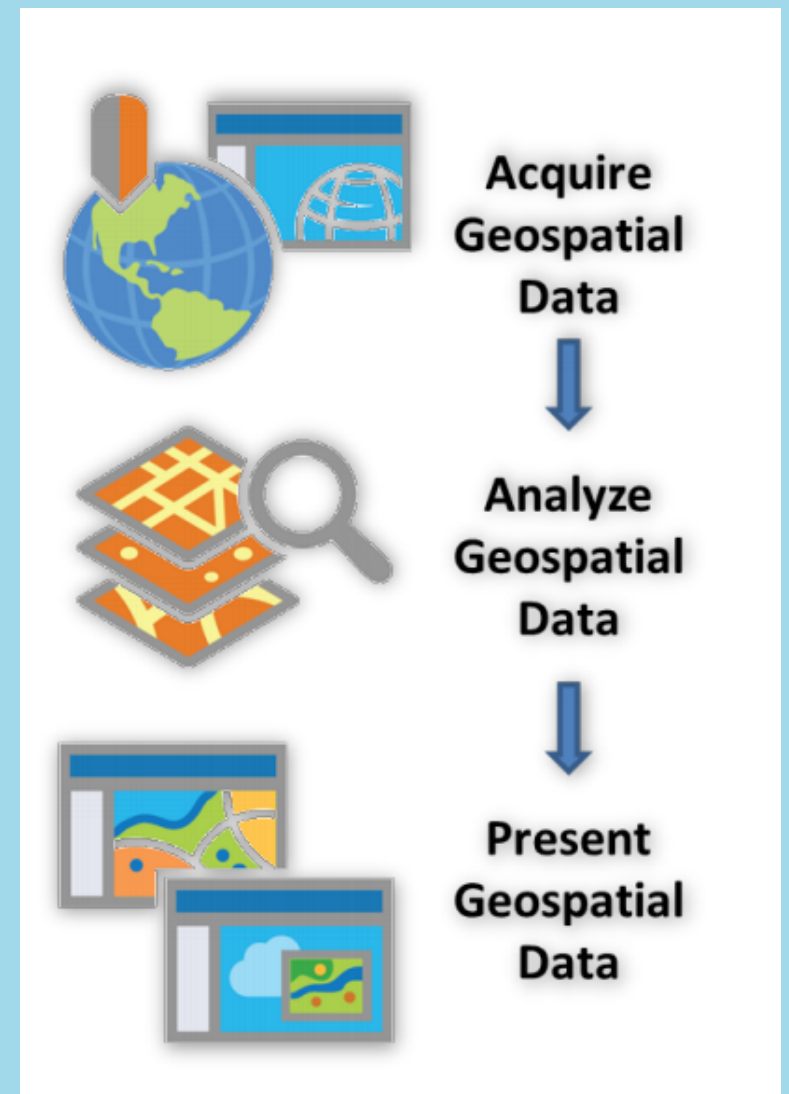 Acquire
Geospatial
Data
Analyze
Geospatial
Data
Present
Geospatial
Data